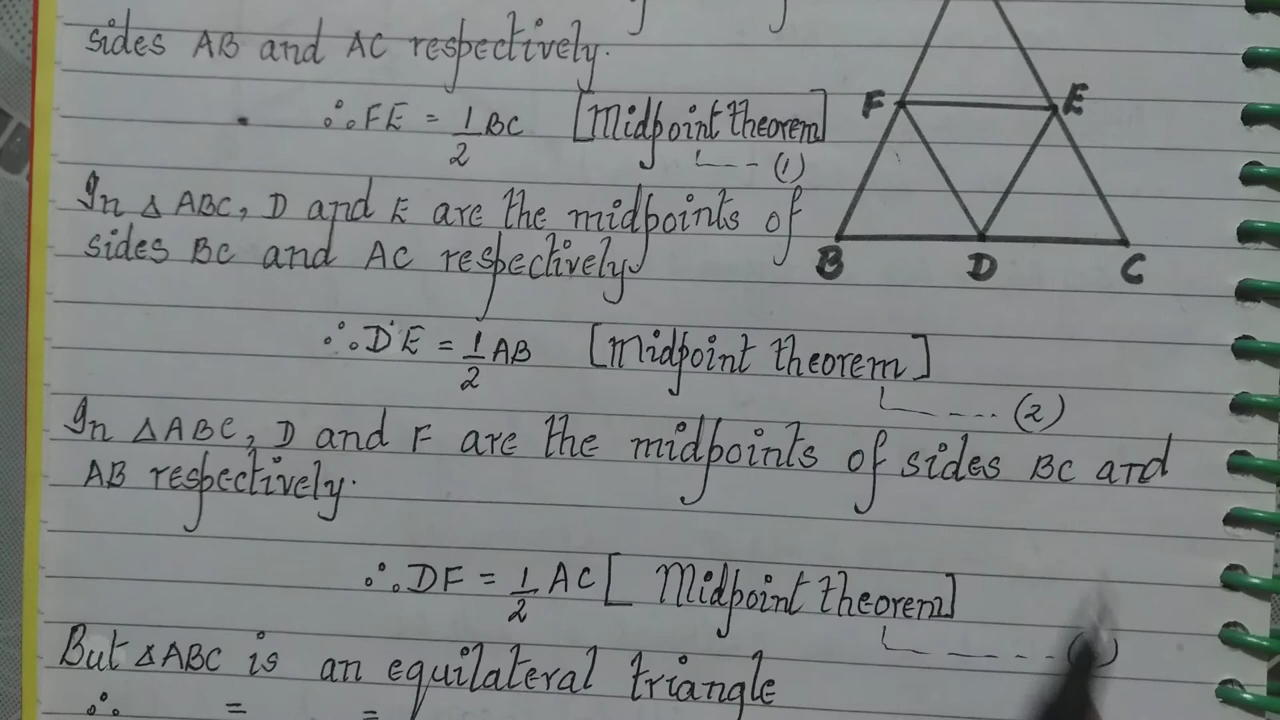 sides AB and AC respectively.
∴ FE = 1/2 BC [Midpoint theorem]
(1)
In △ ABC, D and E are the midpoints of
sides BC and AC respectively
∴ DE = 1/2 AB [Midpoint theorem]
(2)
In △ABC, D and F are the midpoints of sides BC and
AB respectively.
∴ DF = 1/2 AC [Midpoint theorem]
But △ABC is an equilateral triangle
∴ = =
F E
B D C